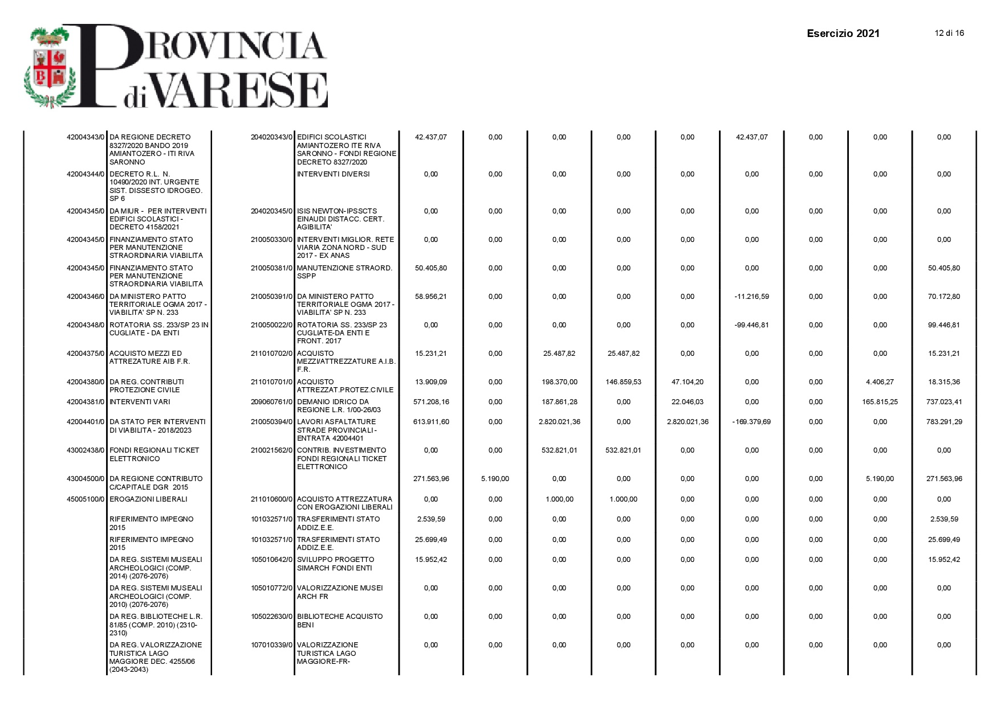 PROVINCIA
di VARESE
B
Esercizio 2021 12 di 16
42004343/0 DA REGIONE DECRETO 204020343/0 EDIFICI SCOLASTICI 42.437,07 0,00 0,00 0,00 0,00 42.437,07 0,00 0,00 0,00
8327/2020 BANDO 2019 AMIANTOZERO ITE RIVA
AMIANTOZERO - ITI RIVA SARONNO - FONDI REGIONE
SARONNO DECRETO 8327/2020
42004344/0 DECRETO R.L. N. INTERVENTI DIVERSI 0,00 0,00 0,00 0,00 0,00 0,00 0,00 0,00 0,00
10490/2020 INT. URGENTE
SIST. DISSESTO IDROGEO.
SP 6
42004345/0 DA MIUR - PER INTERVENTI 204020345/0 ISIS NEWTON-IPSSCTS 0,00 0,00 0,00 0,00 0,00 0,00 0,00 0,00 0,00
EDIFICI SCOLASTICI - EINAUDI DISTACC. CERT.
DECRETO 4158/2021 AGIBILITA'
42004345/0 FINANZIAMENTO STATO 210050330/0 INTERVENTI MIGLIOR. RETE 0,00 0,00 0,00 0,00 0,00 0,00 0,00 0,00 0,00
PER MANUTENZIONE VIARIA ZONA NORD - SUD
STRAORDINARIA VIABILITA 2017 - EX ANAS
42004345/0 FINANZIAMENTO STATO 210050381/0 MANUTENZIONE STRAORD. 50.405,80 0,00 0,00 0,00 0,00 0,00 0,00 0,00 50.405,80
PER MANUTENZIONE SSPP
STRAORDINARIA VIABILITA
42004346/0 DA MINISTERO PATTO 210050391/0 DA MINISTERO PATTO 58.956,21 0,00 0,00 0,00 0,00 -11.216,59 0,00 0,00 70.172,80
TERRITORIALE OGMA 2017 - TERRITORIALE OGMA 2017 -
VIABILITA' SP N. 233 VIABILITA' SP N. 233
42004348/0 ROTATORIA SS. 233/SP 23 IN 210050022/0 ROTATORIA SS. 233/SP 23 0,00 0,00 0,00 0,00 0,00 -99.446,81 0,00 0,00 99.446,81
CUGLIATE - DA ENTI CUGLIATE-DA ENTI E
FRONT. 2017
42004375/0 ACQUISTO MEZZI ED 211010702/0 ACQUISTO 15.231,21 0,00 25.487,82 25.487,82 0,00 0,00 0,00 0,00 15.231,21
ATTREZATURE AIB F.R. MEZZI/ATTREZZATURE A.I.B.
F.R.
42004380/0 DA REG. CONTRIBUTI 211010701/0 ACQUISTO 13.909,09 0,00 198.370,00 146.859,53 47.104,20 0,00 0,00 4.406,27 18.315,36
PROTEZIONE CIVILE ATTREZZAT.PROTEZ.CIVILE
42004381/0 INTERVENTI VARI 209060761/0 DEMANIO IDRICO DA 571.208,16 0,00 187.861,28 0,00 22.046,03 0,00 0,00 165.815,25 737.023,41
REGIONE L.R. 1/00-26/03
42004401/0 DA STATO PER INTERVENTI 210050394/0 LAVORI ASFALTATURE 613.911,60 0,00 2.820.021,36 0,00 2.820.021,36 -169.379,69 0,00 0,00 783.291,29
DI VIABILITA - 2018/2023 STRADE PROVINCIALI -
ENTRATA 42004401
43002438/0 FONDI REGIONALI TICKET 210021562/0 CONTRIB. INVESTIMENTO 0,00 0,00 532.821,01 532.821,01 0,00 0,00 0,00 0,00 0,00
ELETTRONICO FONDI REGIONALI TICKET
ELETTRONICO
43004500/0 DA REGIONE CONTRIBUTO 271.563,96 5.190,00 0,00 0,00 0,00 0,00 0,00 5.190,00 271.563,96
C/CAPITALE DGR 2015
45005100/0 EROGAZIONI LIBERALI 211010600/0 ACQUISTO ATTREZZATURA 0,00 0,00 1.000,00 1.000,00 0,00 0,00 0,00 0,00 0,00
CON EROGAZIONI LIBERALI
RIFERIMENTO IMPEGNO 101032571/0 TRASFERIMENTI STATO 2.539,59 0,00 0,00 0,00 0,00 0,00 0,00 0,00 2.539,59
2015 ADDIZ.E.E.
RIFERIMENTO IMPEGNO 101032571/0 TRASFERIMENTI STATO 25.699,49 0,00 0,00 0,00 0,00 0,00 0,00 0,00 25.699,49
2015 ADDIZ.E.E.
DA REG. SISTEMI MUSEALI 105010642/0 SVILUPPO PROGETTO 15.952,42 0,00 0,00 0,00 0,00 0,00 0,00 0,00 15.952,42
ARCHEOLOGICI (COMP. SIMARCH FONDI ENTI
2014) (2076-2076)
DA REG. SISTEMI MUSEALI 105010772/0 VALORIZZAZIONE MUSEI 0,00 0,00 0,00 0,00 0,00 0,00 0,00 0,00 0,00
ARCHEOLOGICI (COMP. ARCH FR
2010) (2076-2076)
DA REG. BIBLIOTECHE L.R. 105022630/0 BIBLIOTECHE ACQUISTO 0,00 0,00 0,00 0,00 0,00 0,00 0,00 0,00 0,00
81/85 (COMP. 2010) (2310- BENI
2310)
DA REG. VALORIZZAZIONE 107010339/0 VALORIZZAZIONE 0,00 0,00 0,00 0,00 0,00 0,00 0,00 0,00 0,00
TURISTICA LAGO TURISTICA LAGO
MAGGIORE DEC. 4255/06 MAGGIORE-FR-
(2043-2043)